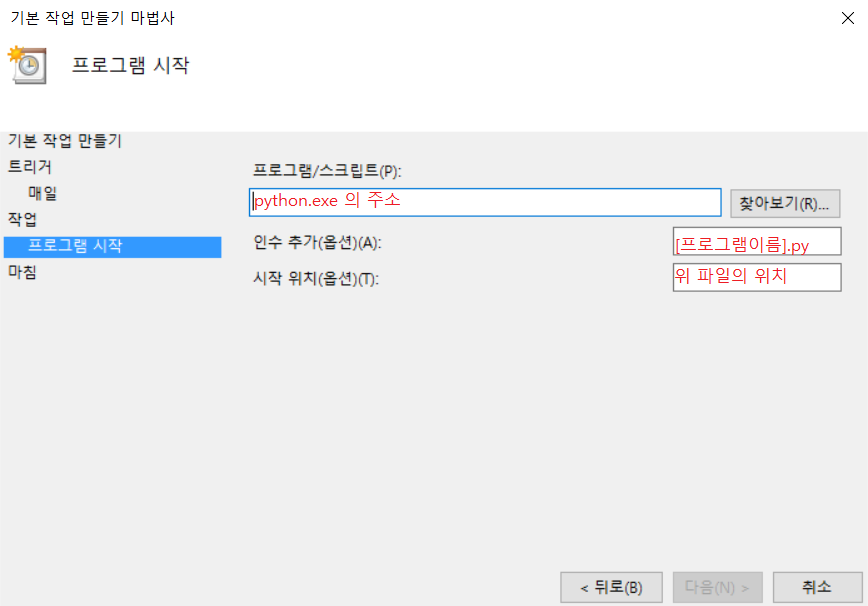 기본 작업 만들기 마법사
프로그램 시작
기본 작업 만들기
트리거
매일
작업
프로그램 시작
마침
프로그램/스크립트(P):
python.exe 의 주소
찾아보기(R)...
인수 추가(옵션)(A):
[프로그램이름].py
시작 위치(옵션)(T):
위 파일의 위치
< 뒤로(B)
다음(N) >
취소